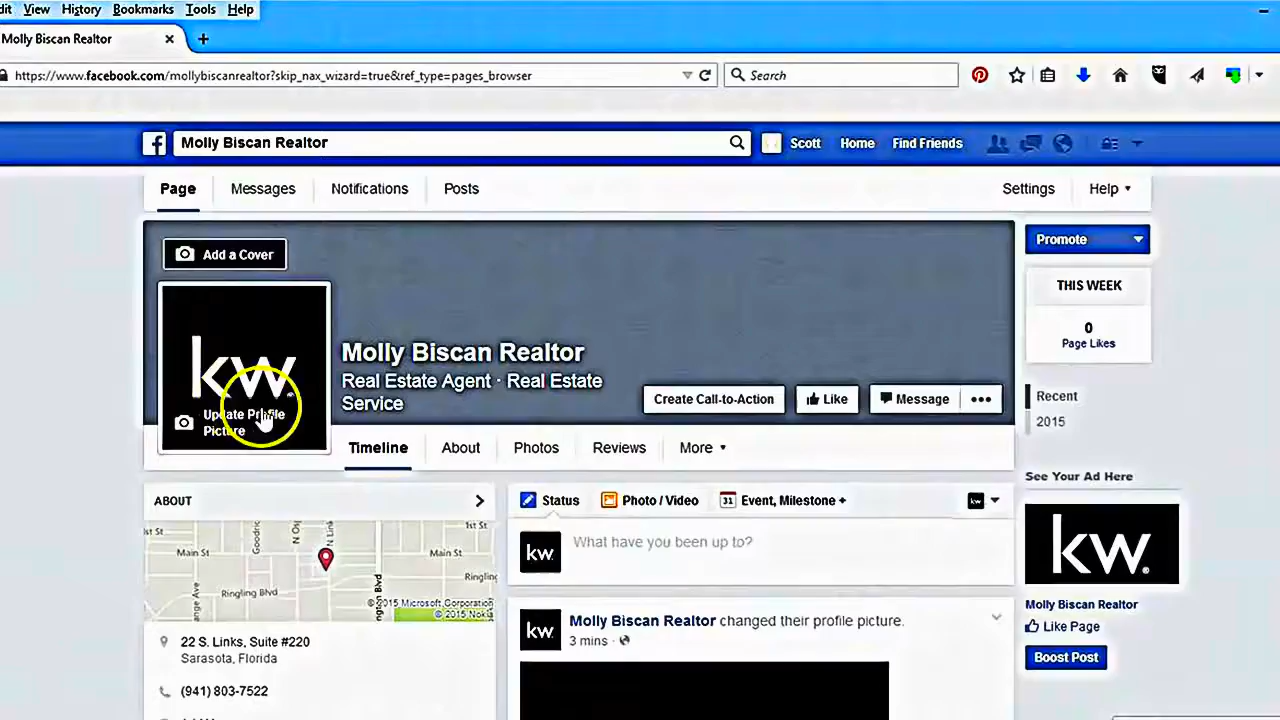 dit View History Bookmarks Tools Help
Molly Biscan Realtor
https://www.facebook.com/mollybiscanrealtor?skip_nax_wizard=true&ref_type=pages_browser
Search
Molly Biscan Realtor
Scott Home Find Friends
Page Messages Notifications Posts Settings Help
Add a Cover
Promote
THIS WEEK
0
Page Likes
kw
Update Profile
Picture
Molly Biscan Realtor
Real Estate Agent · Real Estate
Service
Create Call-to-Action Like Message
Recent
2015
Timeline About Photos Reviews More
See Your Ad Here
kw
Molly Biscan Realtor
Like Page
Boost Post
ABOUT
1st St
Main St
Main St
Ringling Blvd
Ringling
© 2015 Microsoft Corporation
22 S. Links, Suite #220
Sarasota, Florida
(941) 803-7522
Status Photo / Video 31 Event, Milestone +
kw
kw
What have you been up to?
kw
Molly Biscan Realtor changed their profile picture.
3 mins ·